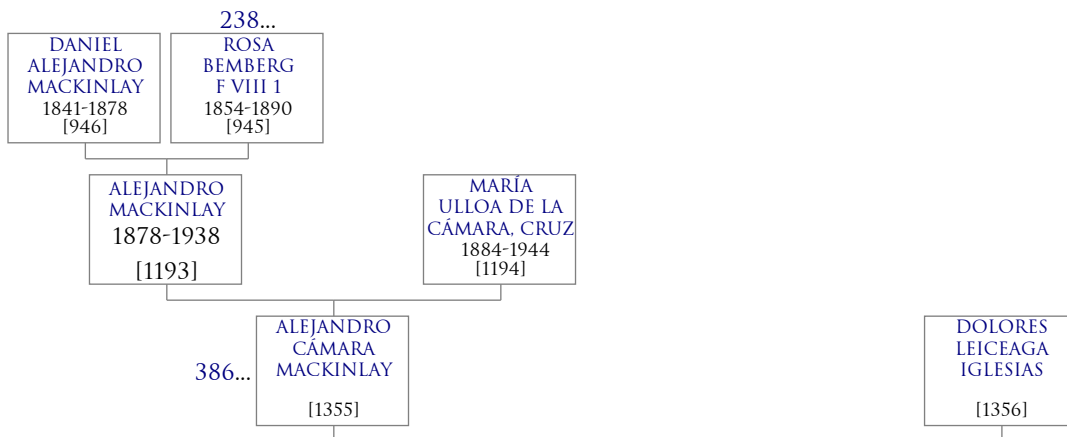 238...
DANIEL
ALEJANDRO
MACKINLAY
1841-1878
[946]
ROSA
BEMBERG
F VIII 1
1854-1890
[945]
ALEJANDRO
MACKINLAY
1878-1938
[1193]
MARÍA
ULLOA DE LA
CÁMARA, CRUZ
1884-1944
[1194]
386...
ALEJANDRO
CÁMARA
MACKINLAY
[1355]
DOLORES
LEICEAGA
IGLESIAS
[1356]